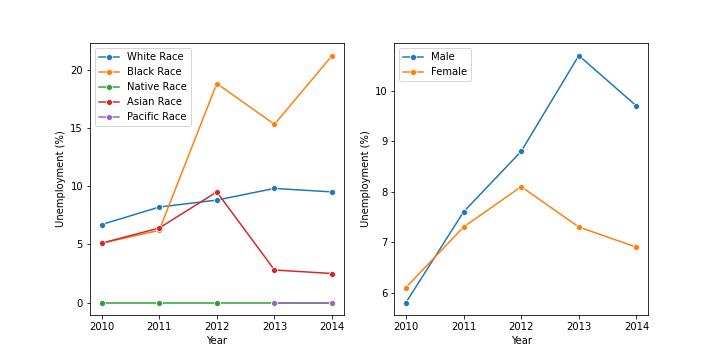 White Race
Black Race
Native Race
Asian Race
Pacific Race
Unemployment (%)
20
15
10
5
0
2010 2011 2012 2013 2014
Year
Male
Female
Unemployment (%)
10
9
8
7
6
2010 2011 2012 2013 2014
Year